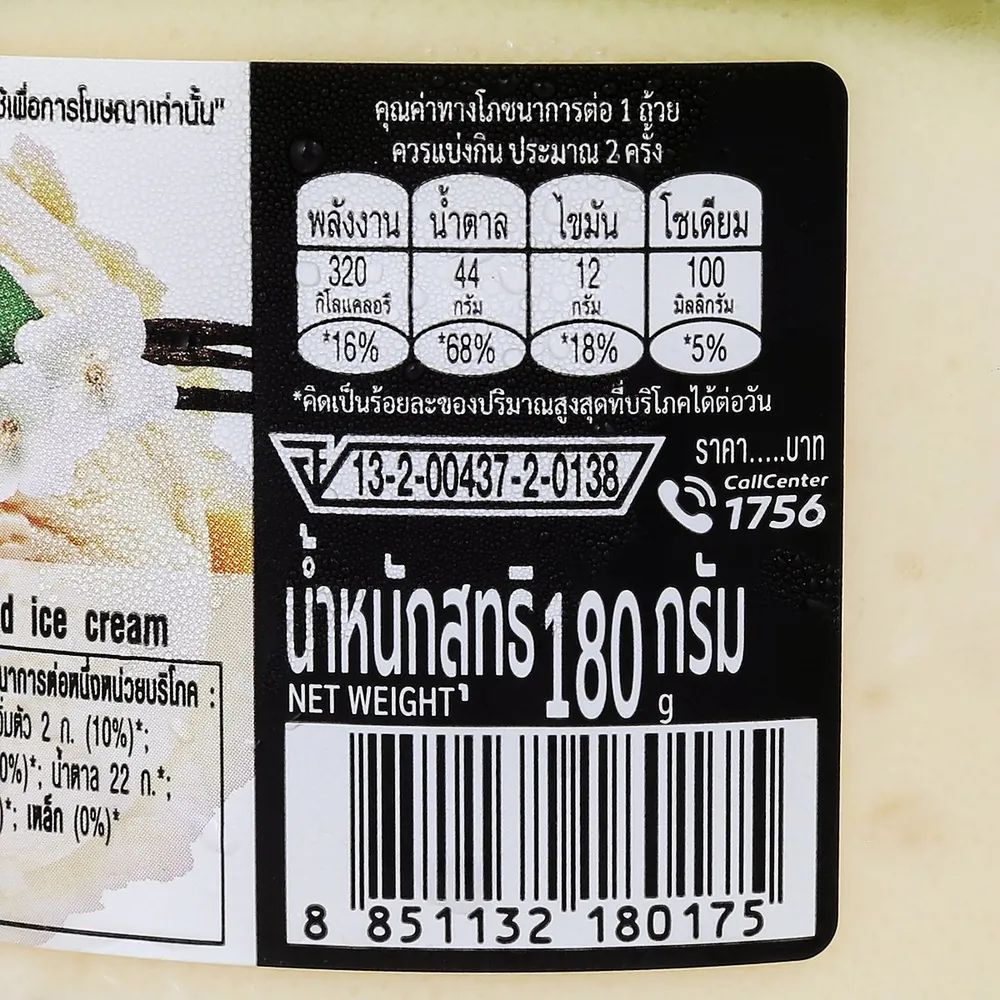 เพื่อการโฆษณาเท่านั้น"
d ice cream
นาการต่อหนึ่งหน่วยบริโภค :
อิ่มตัว 2 ก. (10%)*;
0%)*; น้ำตาล 22 ก.*;
)*; เหล็ก (0%)*
คุณค่าทางโภชนาการต่อ 1 ถ้วย
ควรแบ่งกิน ประมาณ 2 ครั้ง
พลังงาน น้ำตาล ไขมัน โซเดียม
320 44 12 100
กิโลแคลอรี กรัม กรัม มิลลิกรัม
*16% *68% *18% *5%
*คิดเป็นร้อยละของปริมาณสูงสุดที่บริโภคได้ต่อวัน
13-2-00437-2-0138
ราคา.....บาท
CallCenter
1756
น้ำหนักสุทธิ 180 กรัม
NET WEIGHT g
8 851132 180175